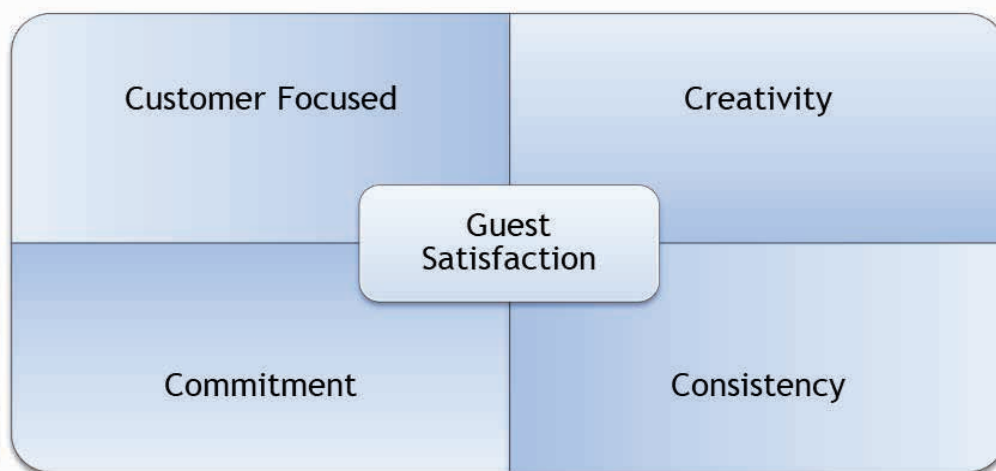 Customer Focused
Creativity
Guest
Satisfaction
Commitment
Consistency